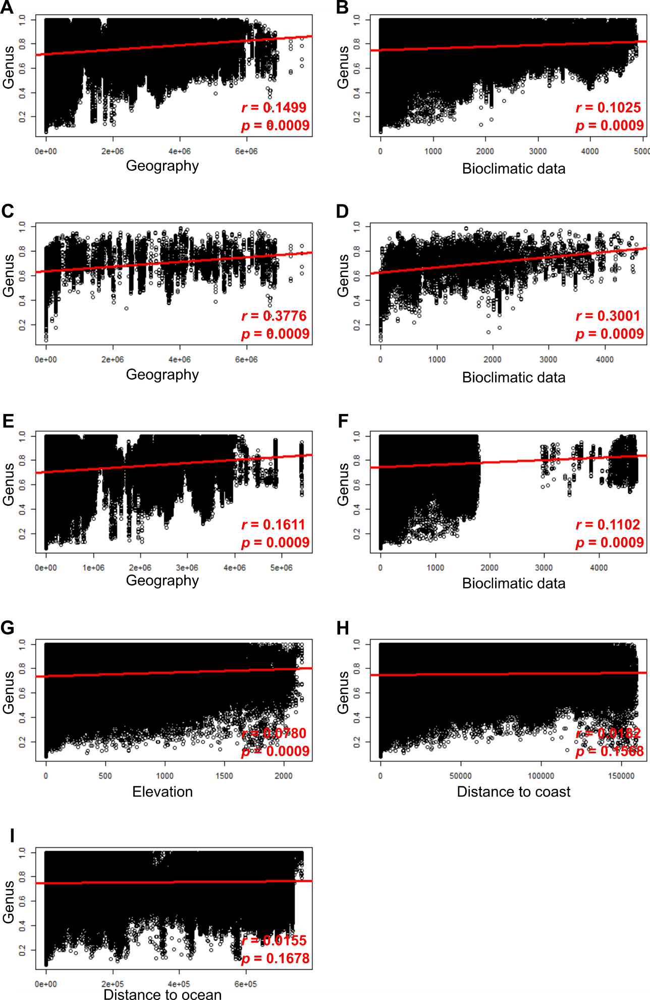 A
Genus
1.0
0.8
0.6
0.4
0.2
r = 0.1499
p = 0.0009
0e+00 2e+06 4e+06 6e+06
Geography
B
Genus
1.0
0.8
0.6
0.4
0.2
r = 0.1025
p = 0.0009
0 1000 2000 3000 4000 5000
Bioclimatic data
C
Genus
1.0
0.8
0.6
0.4
0.2
r = 0.3776
p = 0.0009
0e+00 2e+06 4e+06 6e+06
Geography
D
Genus
1.0
0.8
0.6
0.4
0.2
r = 0.3001
p = 0.0009
0 1000 2000 3000 4000
Bioclimatic data
E
Genus
1.0
0.8
0.6
0.4
0.2
r = 0.1611
p = 0.0009
0e+00 1e+06 2e+06 3e+06 4e+06 5e+06
Geography
F
Genus
1.0
0.8
0.6
0.4
0.2
r = 0.1102
p = 0.0009
0 1000 2000 3000 4000
Bioclimatic data
G
Genus
1.0
0.8
0.6
0.4
0.2
r = 0.0780
p = 0.0009
0 500 1000 1500 2000
Elevation
H
Genus
1.0
0.8
0.6
0.4
0.2
r = 0.0182
p = 0.1568
0 50000 100000 150000
Distance to coast
I
Genus
1.0
0.8
0.6
0.4
0.2
r = 0.0155
p = 0.1678
0e+00 2e+05 4e+05 6e+05
Distance to ocean